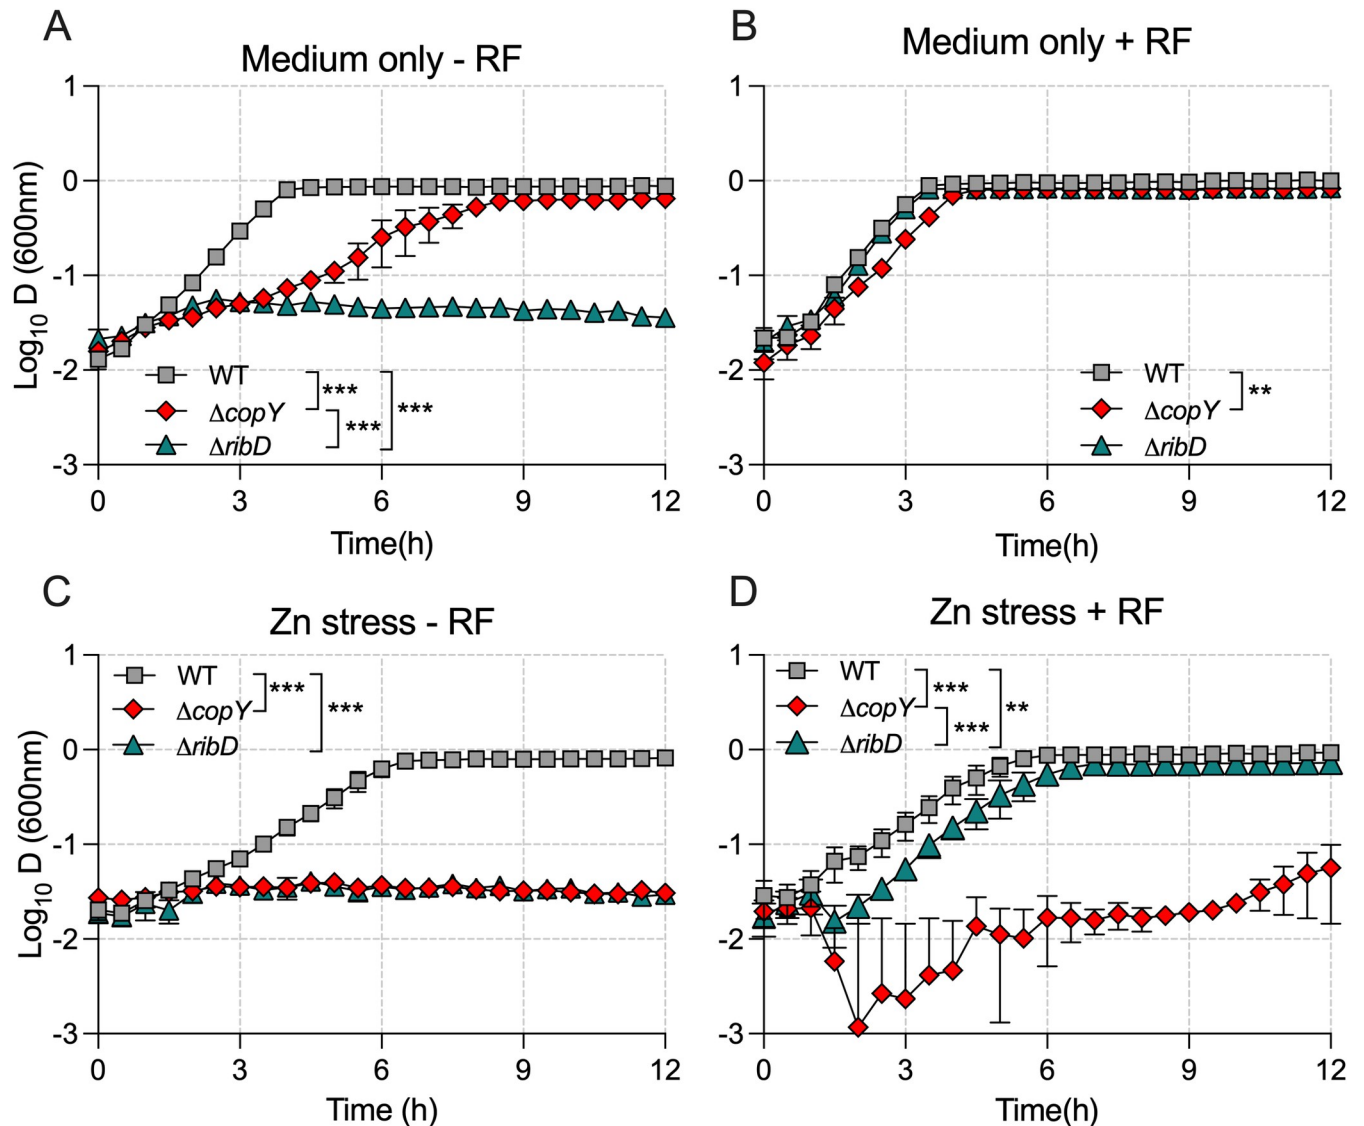 A
Medium only - RF
1
0
-1
-2
-3
Log10 D (600nm)
WT
ΔcopY
ΔribD
***
***
***
0 3 6 9 12
Time(h)
B
Medium only + RF
1
0
-1
-2
-3
WT
ΔcopY
ΔribD
**
0 3 6 9 12
Time(h)
C
Zn stress - RF
1
0
-1
-2
-3
Log10 D (600nm)
WT
ΔcopY
ΔribD
***
***
0 3 6 9 12
Time (h)
D
Zn stress + RF
1
0
-1
-2
-3
WT
ΔcopY
ΔribD
***
***
**
0 3 6 9 12
Time(h)